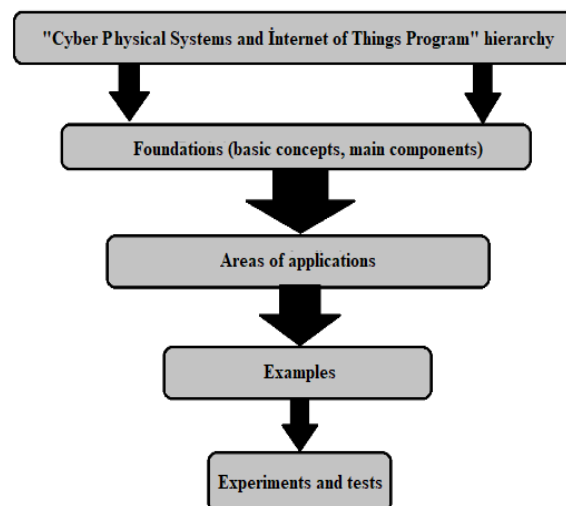 "Cyber Physical Systems and İnternet of Things Program" hierarchy
Foundations (basic concepts, main components)
Areas of applications
Examples
Experiments and tests